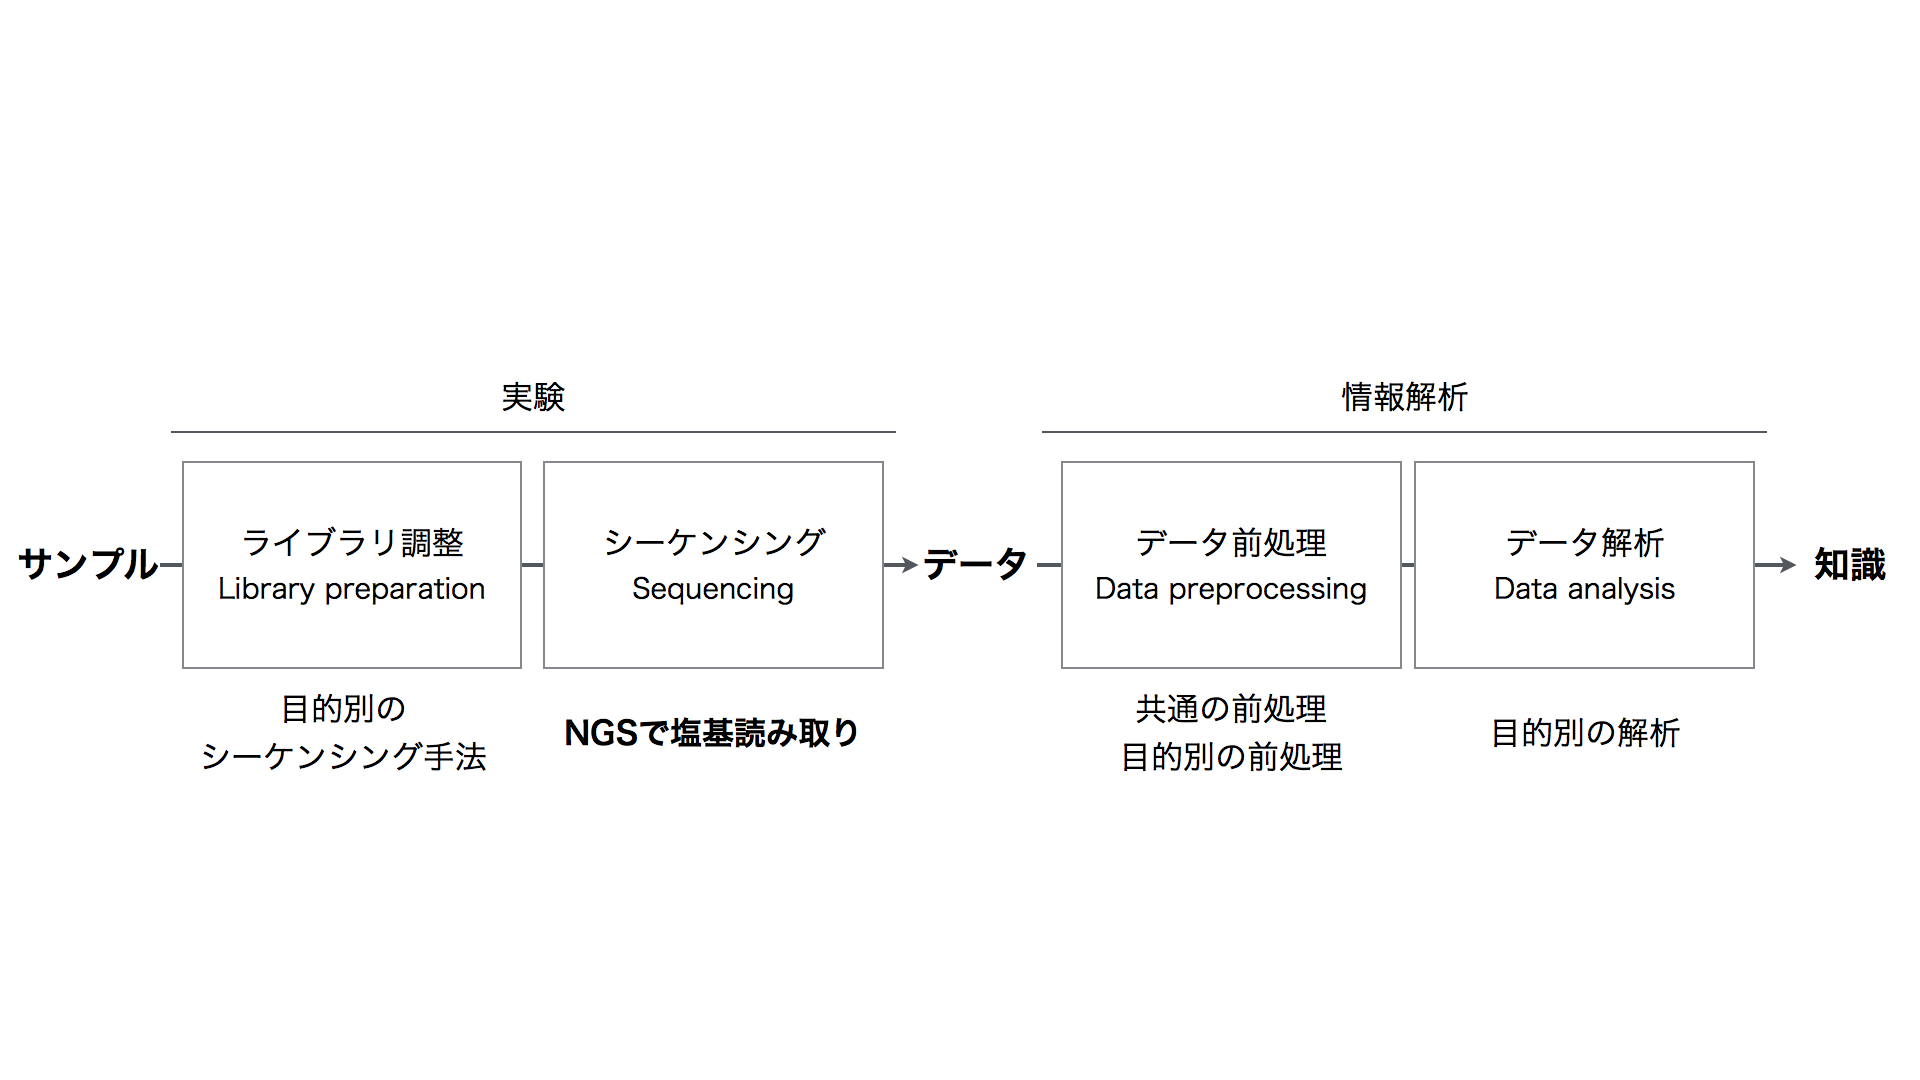 実験
情報解析
サンプル
ライブラリ調整
Library preparation
シーケンシング
Sequencing
データ
データ前処理
Data preprocessing
データ解析
Data analysis
知識
目的別の
シーケンシング手法
NGSで塩基読み取り
共通の前処理
目的別の前処理
目的別の解析